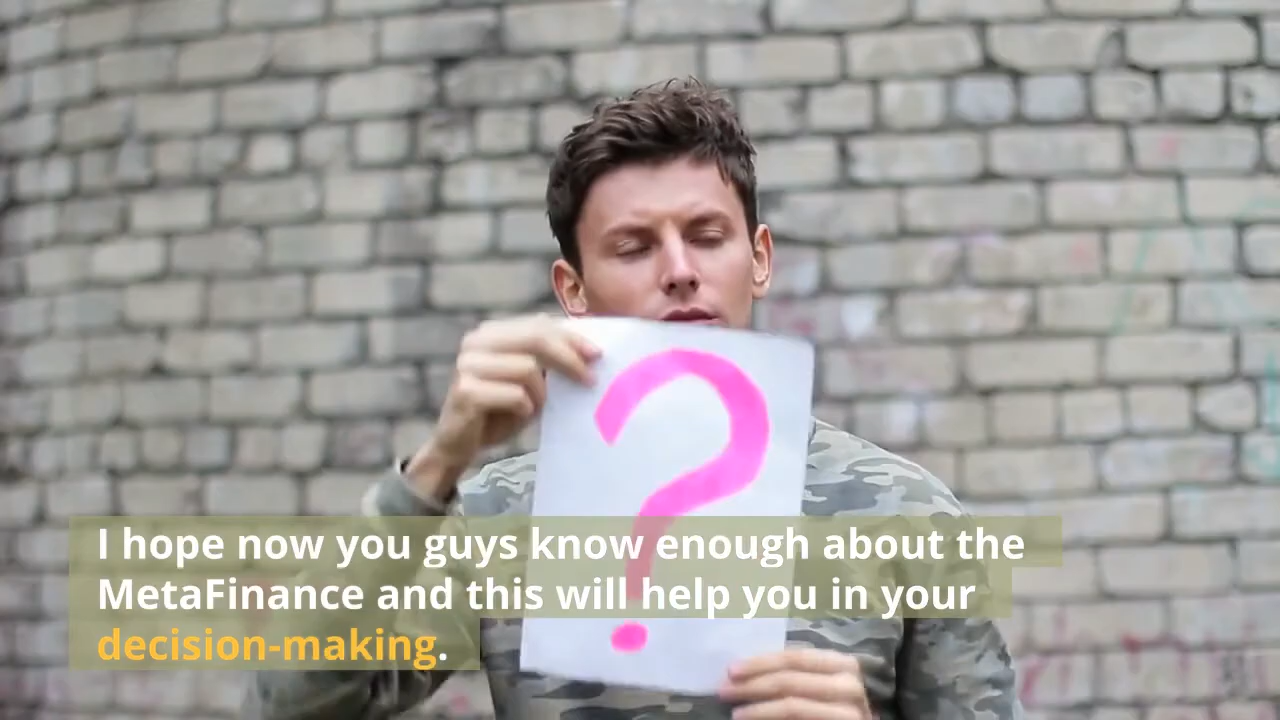 ?
I hope now you guys know enough about the
MetaFinance and this will help you in your
decision-making.